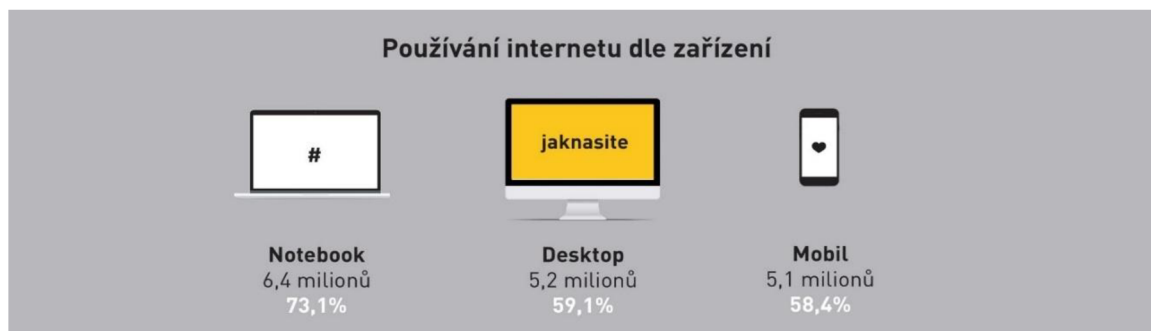 Používání internetu dle zařízení
#
jaknasite
Notebook
6,4 milionů
73,1%
Desktop
5,2 milionů
59,1%
Mobil
5,1 milionů
58,4%